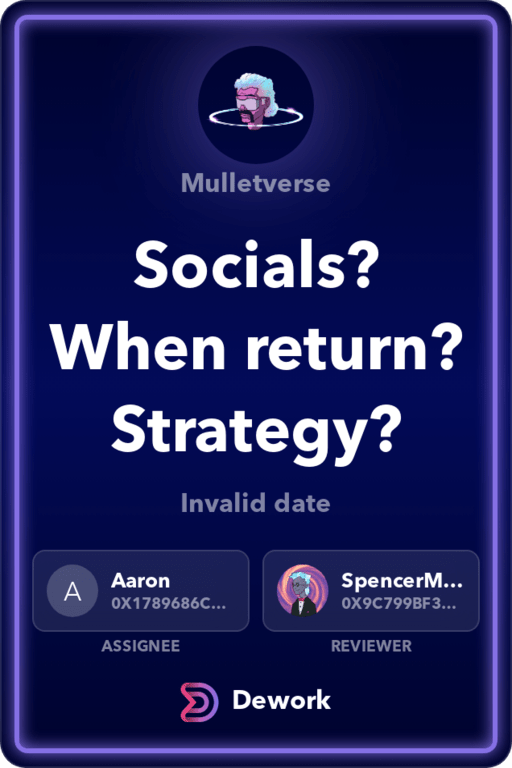 Mulletverse
Socials?
When return?
Strategy?
Invalid date
A
Aaron
0X1789686C...
SpencerM...
0X9C799BF3...
ASSIGNEE
REVIEWER
Dework